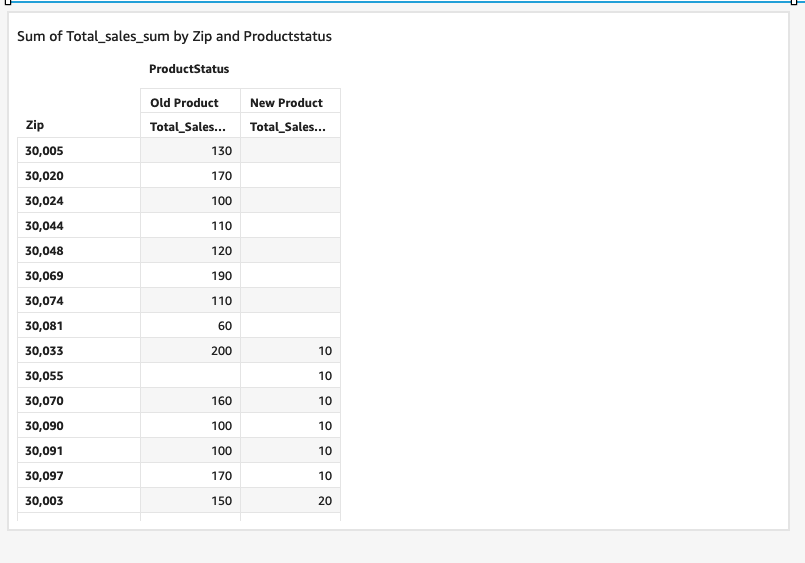 Sum of Total_sales_sum by Zip and Productstatus
ProductStatus
Old Product New Product
Zip Total_Sales... Total_Sales...
30,005 130
30,020 170
30,024 100
30,044 110
30,048 120
30,069 190
30,074 110
30,081 60
30,033 200 10
30,055 10
30,070 160 10
30,090 100 10
30,091 100 10
30,097 170 10
30,003 150 20